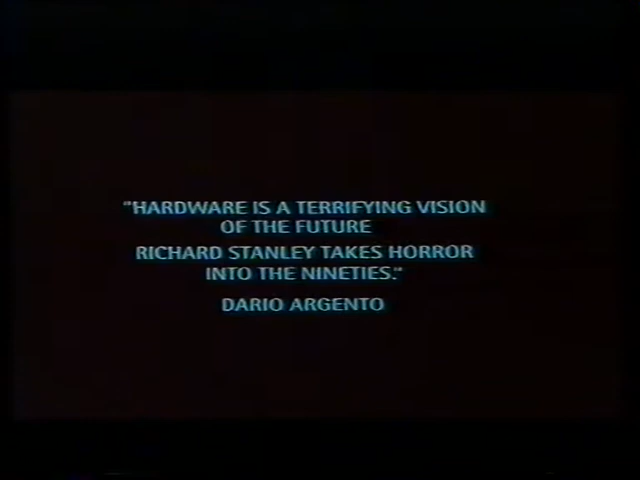 "HARDWARE IS A TERRIFYING VISION
OF THE FUTURE
RICHARD STANLEY TAKES HORROR
INTO THE NINETIES."
DARIO ARGENTO